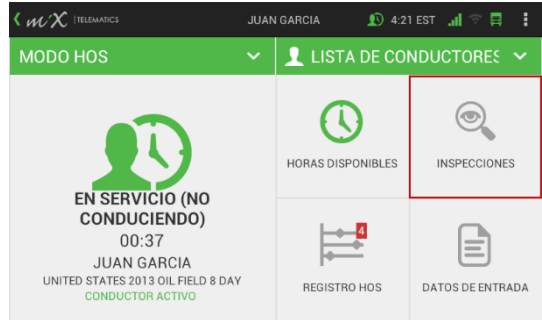 miX TELEMATICS
JUAN GARCIA
4:21 EST
MODO HOS
LISTA DE CONDUCTORES
HORAS DISPONIBLES
INSPECCIONES
EN SERVICIO (NO
CONDUCIENDO)
00:37
JUAN GARCIA
UNITED STATES 2013 OIL FIELD 8 DAY
CONDUCTOR ACTIVO
4
REGISTRO HOS
DATOS DE ENTRADA